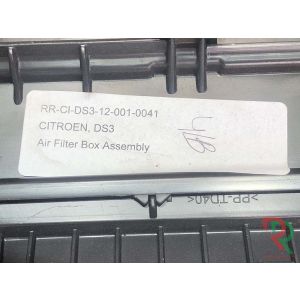 RR-CI-DS3-12-001-0041
CITROEN, DS3
Air Filter Box Assembly
>PP-TD40<